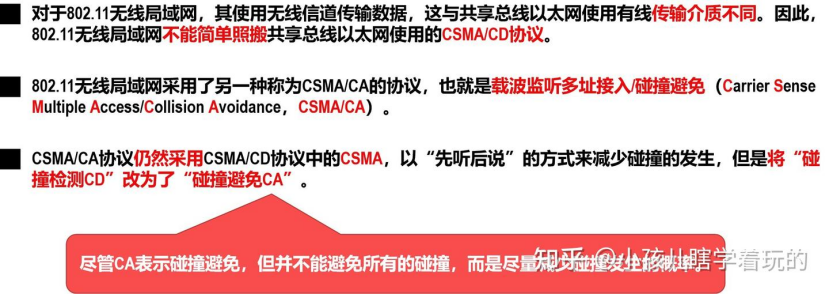 对于802.11无线局域网，其使用无线信道传输数据，这与共享总线以太网使用有线传输介质不同。因此，
802.11无线局域网不能简单照搬共享总线以太网使用的CSMA/CD协议。
802.11无线局域网采用了另一种称为CSMA/CA的协议，也就是载波监听多址接入/碰撞避免（Carrier Sense
Multiple Access/Collision Avoidance，CSMA/CA）。
CSMA/CA协议仍然采用CSMA/CD协议中的CSMA，以“先听后说”的方式来减少碰撞的发生，但是将“碰
撞检测CD”改为了“碰撞避免CA”。
尽管CA表示碰撞避免，但并不能避免所有的碰撞，而是尽量减少碰撞发生的概率。
知乎 @小孩儿瞎学着玩的